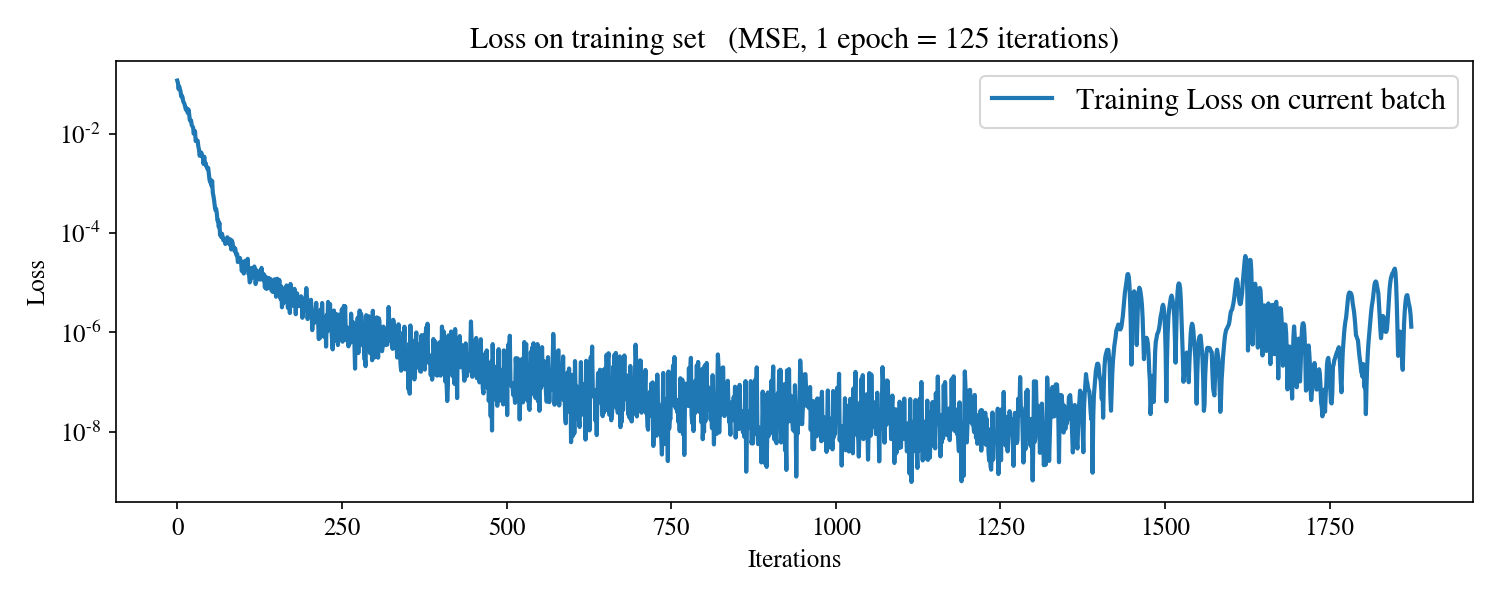 Loss on training set   (MSE, 1 epoch = 125 iterations)
Training Loss on current batch
Loss
10^-2
10^-4
10^-6
10^-8
0 250 500 750 1000 1250 1500 1750
Iterations